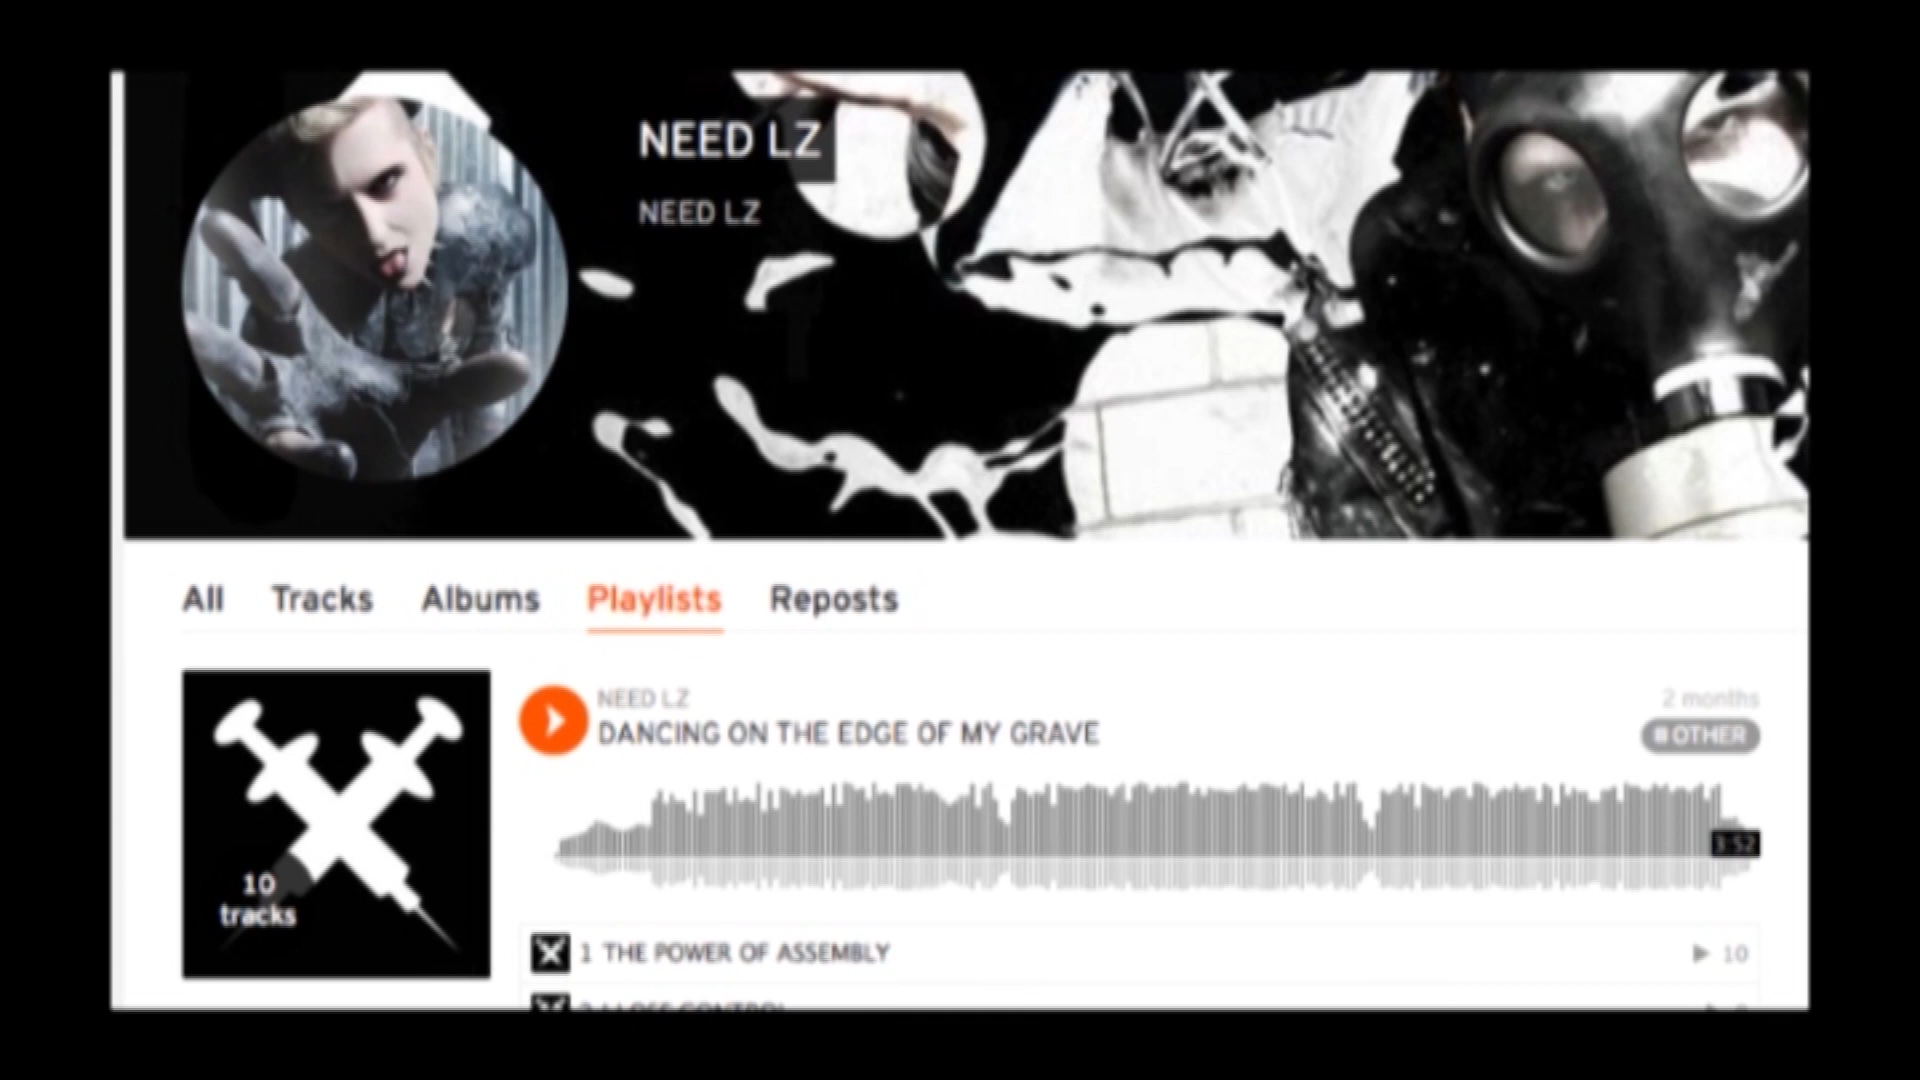 NEED LZ
NEED LZ
All Tracks Albums Playlists Reposts
NEED LZ
2 months
DANCING ON THE EDGE OF MY GRAVE
# OTHER
3:52
10
tracks
1 THE POWER OF ASSEMBLY
10